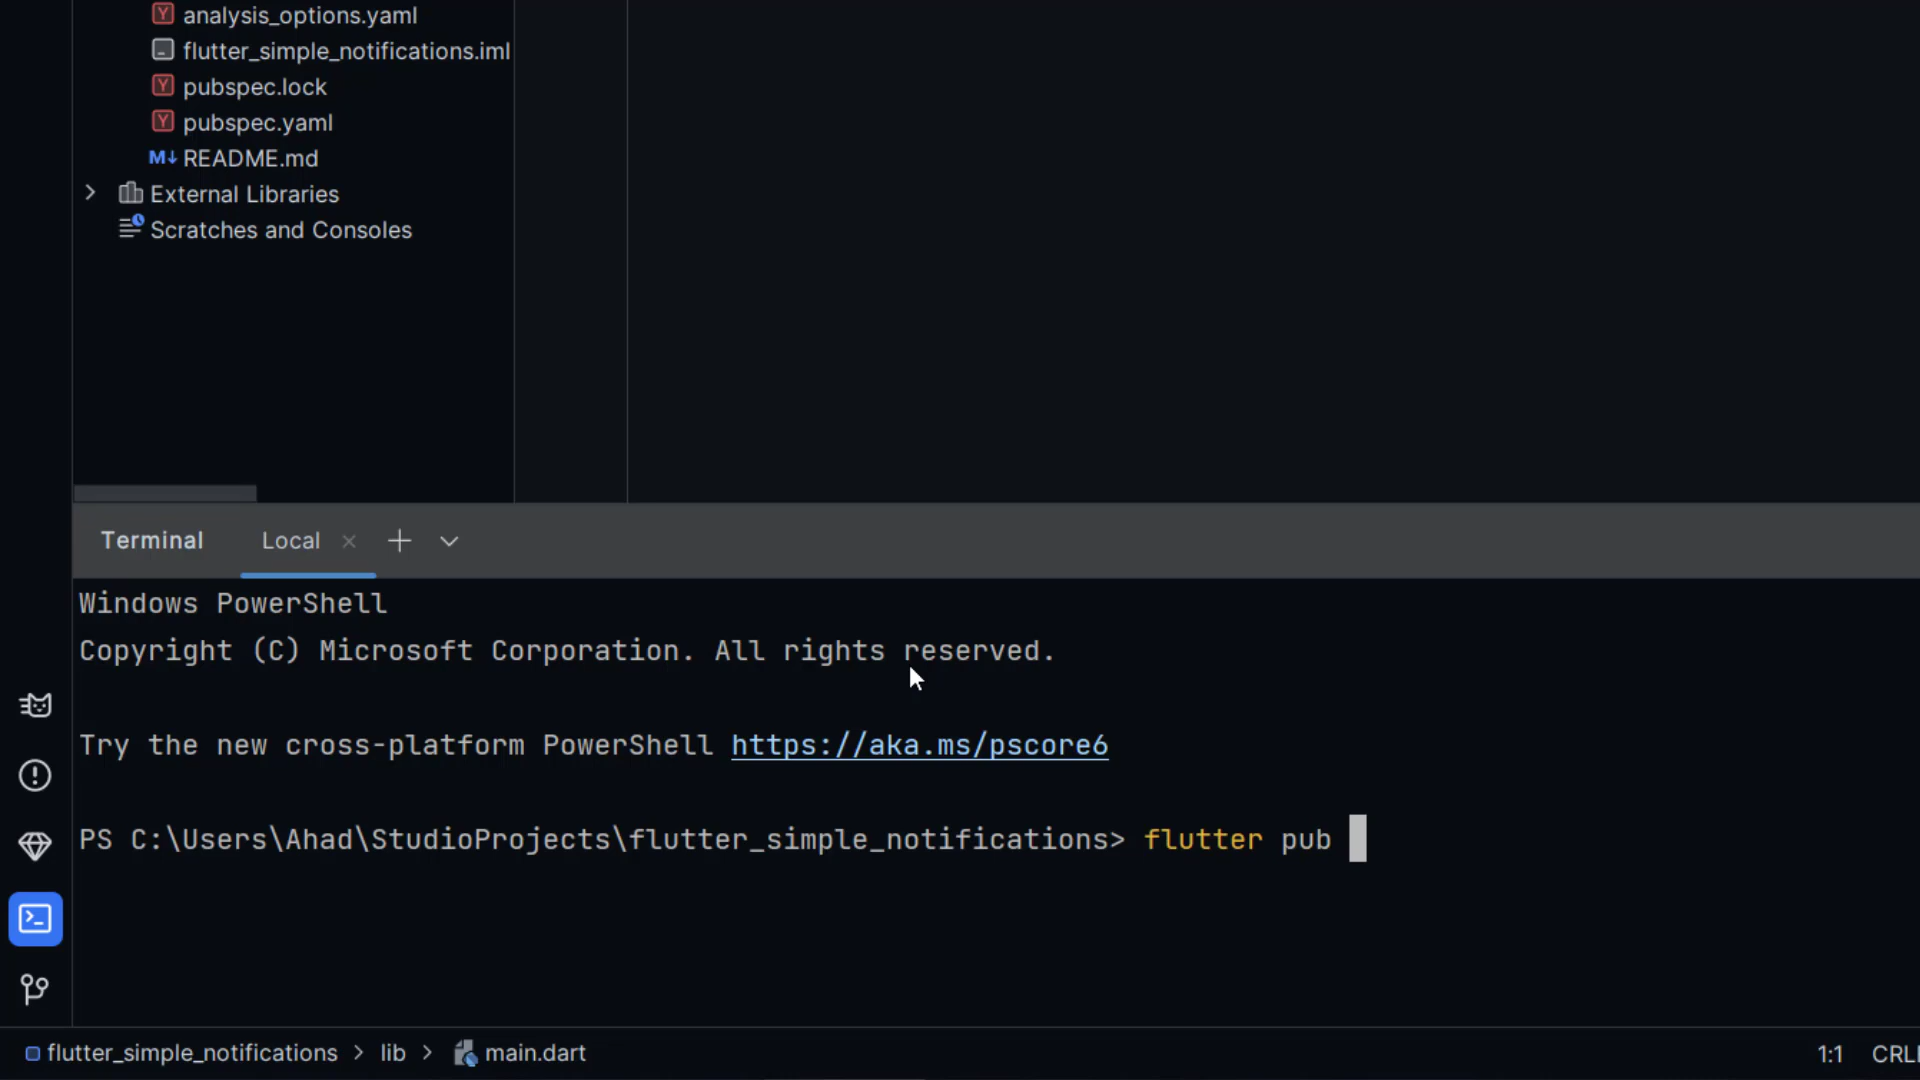 analysis_options.yaml
flutter_simple_notifications.iml
pubspec.lock
pubspec.yaml
README.md
External Libraries
Scratches and Consoles
Terminal Local
Windows PowerShell
Copyright (C) Microsoft Corporation. All rights reserved.
Try the new cross-platform PowerShell https://aka.ms/pscore6
PS C:\Users\Ahad\StudioProjects\flutter_simple_notifications> flutter pub
flutter_simple_notifications > lib > main.dart 1:1